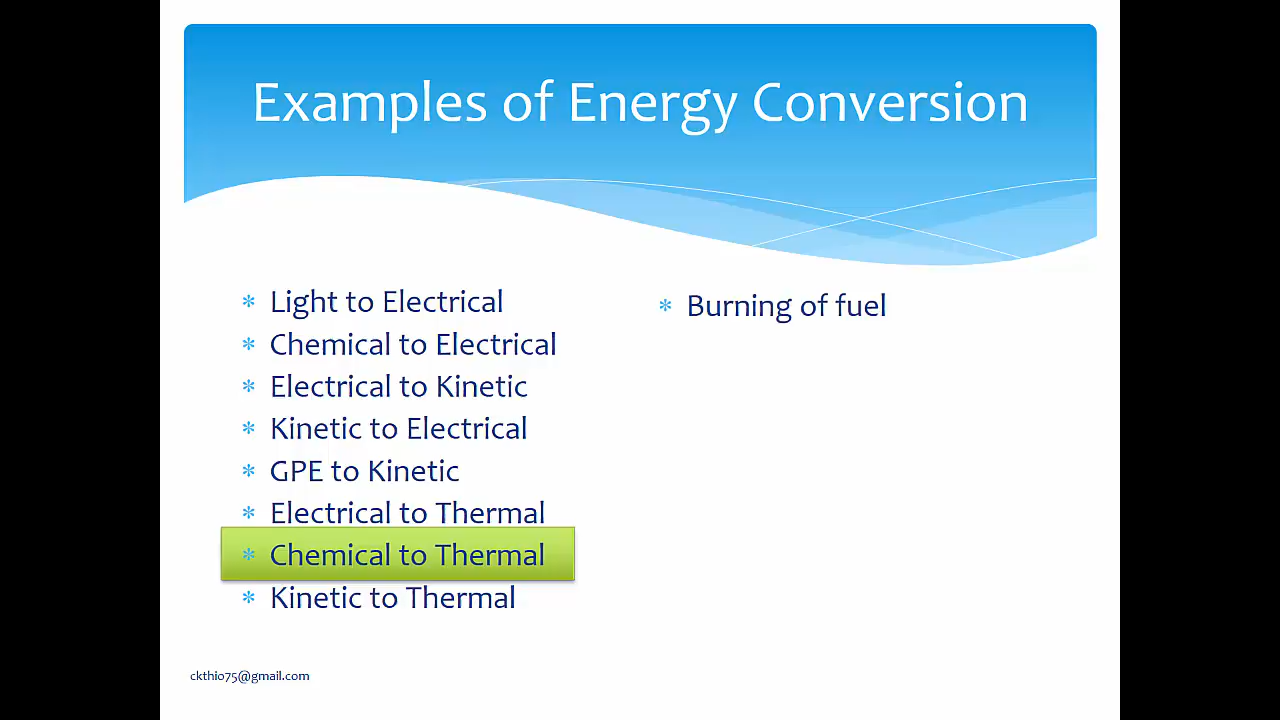 Examples of Energy Conversion
* Light to Electrical
* Chemical to Electrical
* Electrical to Kinetic
* Kinetic to Electrical
* GPE to Kinetic
* Electrical to Thermal
* Chemical to Thermal
* Kinetic to Thermal
* Burning of fuel
ckthio75@gmail.com